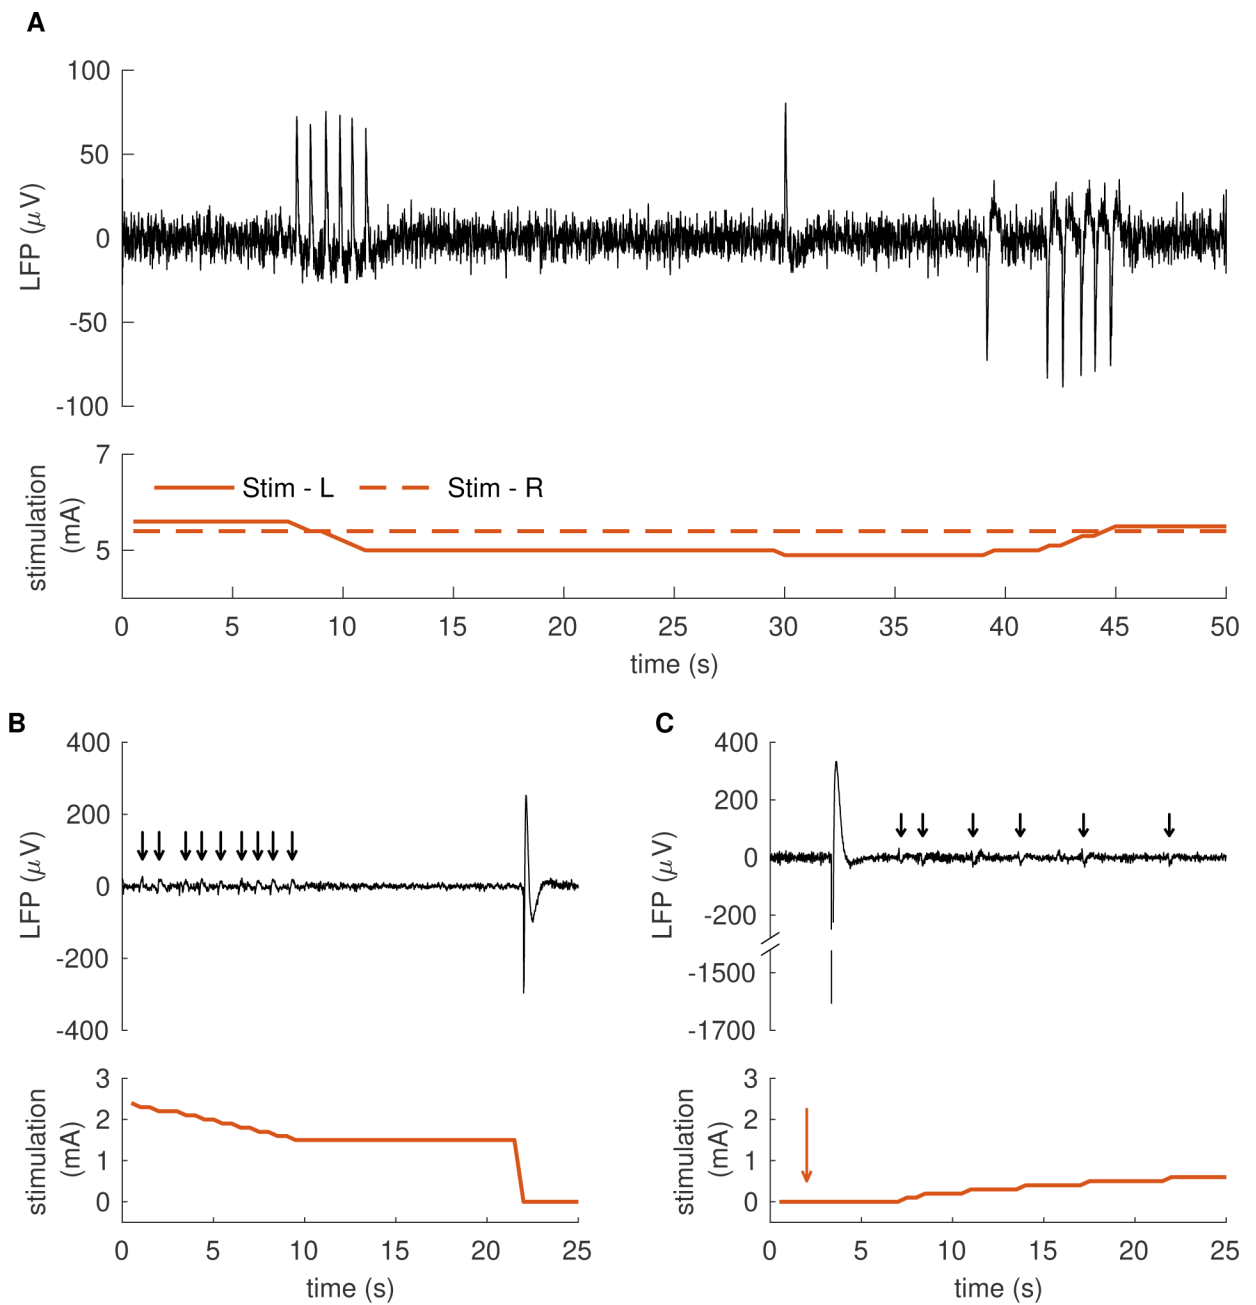 A
LFP (μV)
100
50
0
-50
-100
stimulation
(mA)
7
5
Stim - L
Stim - R
0 5 10 15 20 25 30 35 40 45 50
time (s)
B
LFP (μV)
400
200
0
-200
-400
stimulation
(mA)
3
2
1
0
0 5 10 15 20 25
time (s)
C
LFP (μV)
400
200
0
-200
-1500
-1700
stimulation
(mA)
3
2
1
0
0 5 10 15 20 25
time (s)